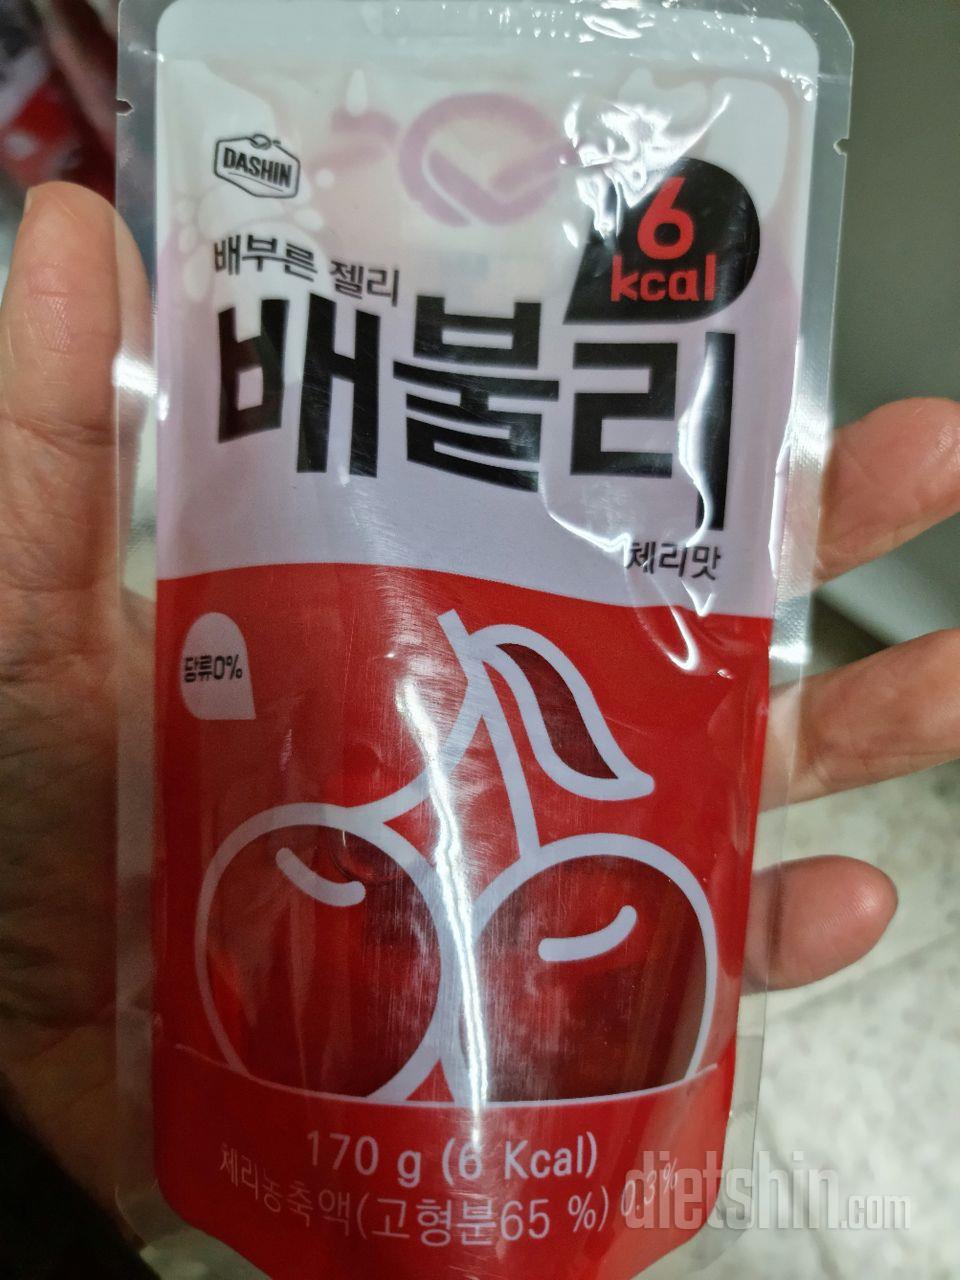 DASHIN
6
kcal
배부른 젤리
배불리
체리맛
당류0%
170 g (6 Kcal)
체리농축액(고형분65 %) 0.3%
dietshin.com